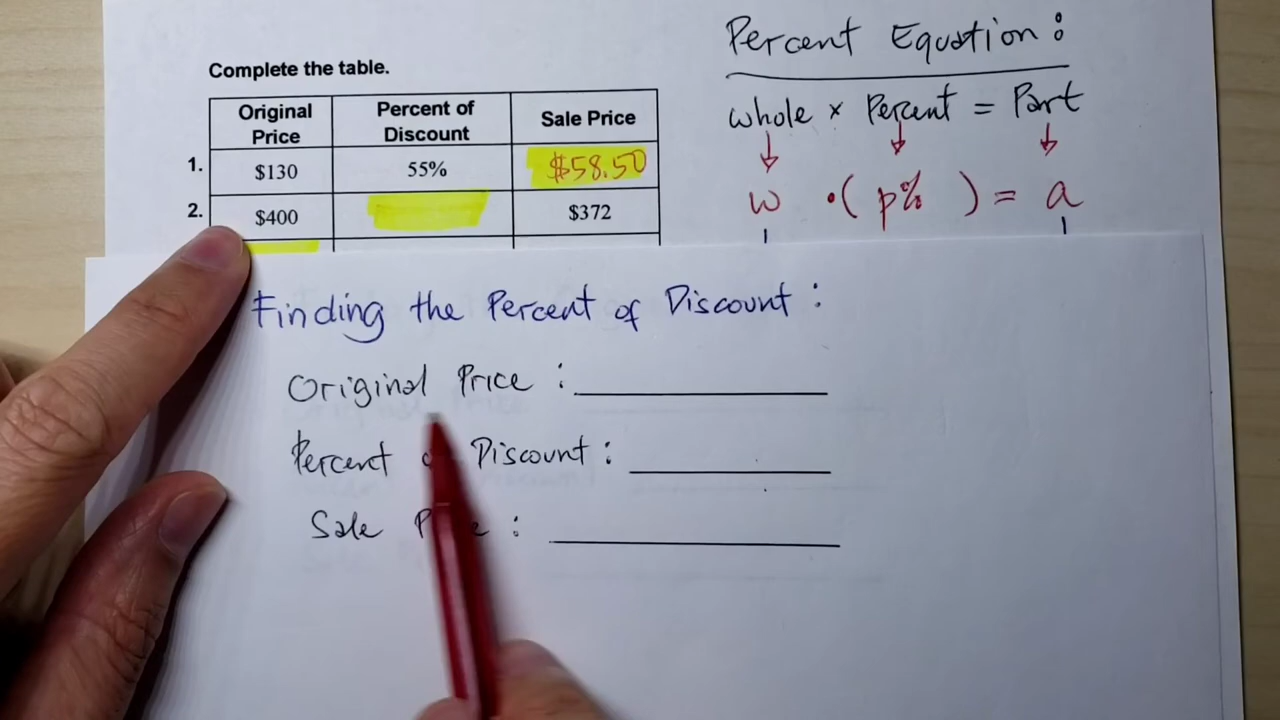 Percent Equation:
Complete the table.
whole × Percent = Part
Original Price Percent of Discount Sale Price
1. $130 55% $58.50
w •( p% ) = a
2. $400 $372
Finding the Percent of Discount:
Original Price:
Percent Discount:
Sale :